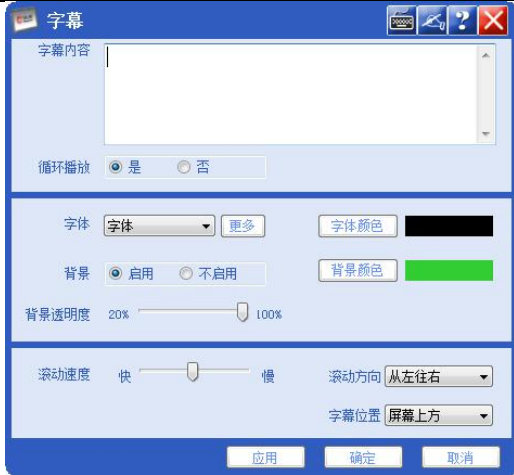 字幕
?
字幕内容
循环播放 是 否
字体 字体 更多 字体颜色
背景 启用 不启用 背景颜色
背景透明度 20% 100%
滚动速度 快 慢 滚动方向 从左往右
字幕位置 屏幕上方
应用 确定 取消